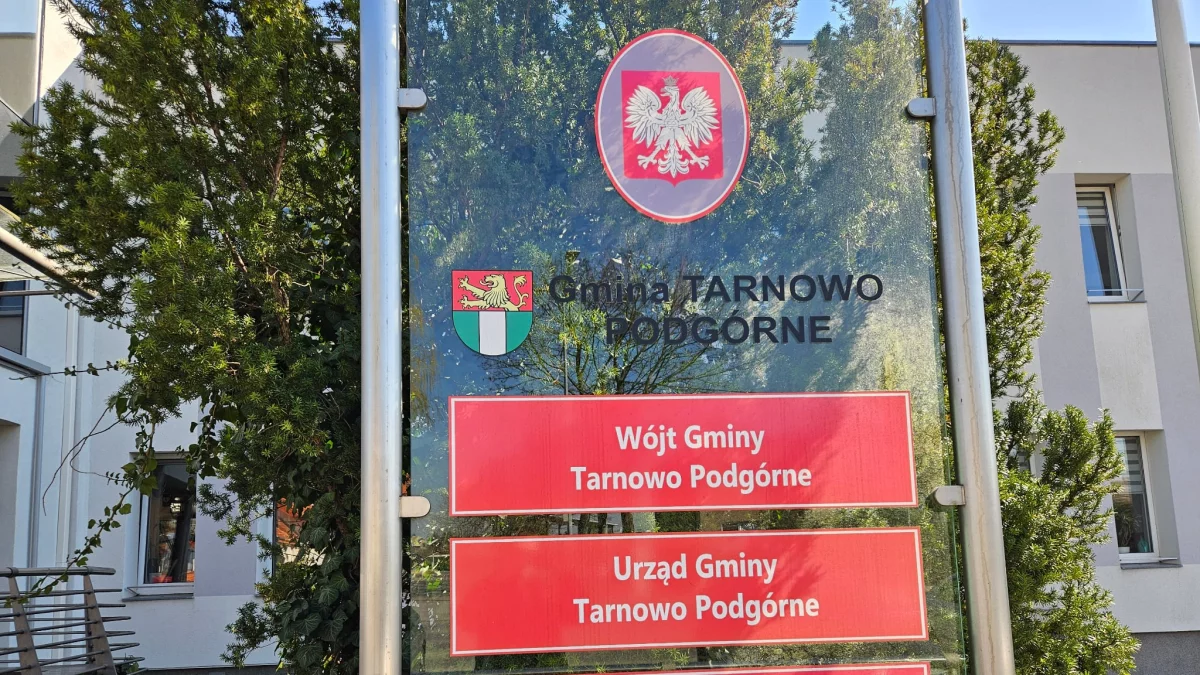 Gmina TARNOWO
PODGÓRNE
Wójt Gminy
Tarnowo Podgórne
Urząd Gminy
Tarnowo Podgórne